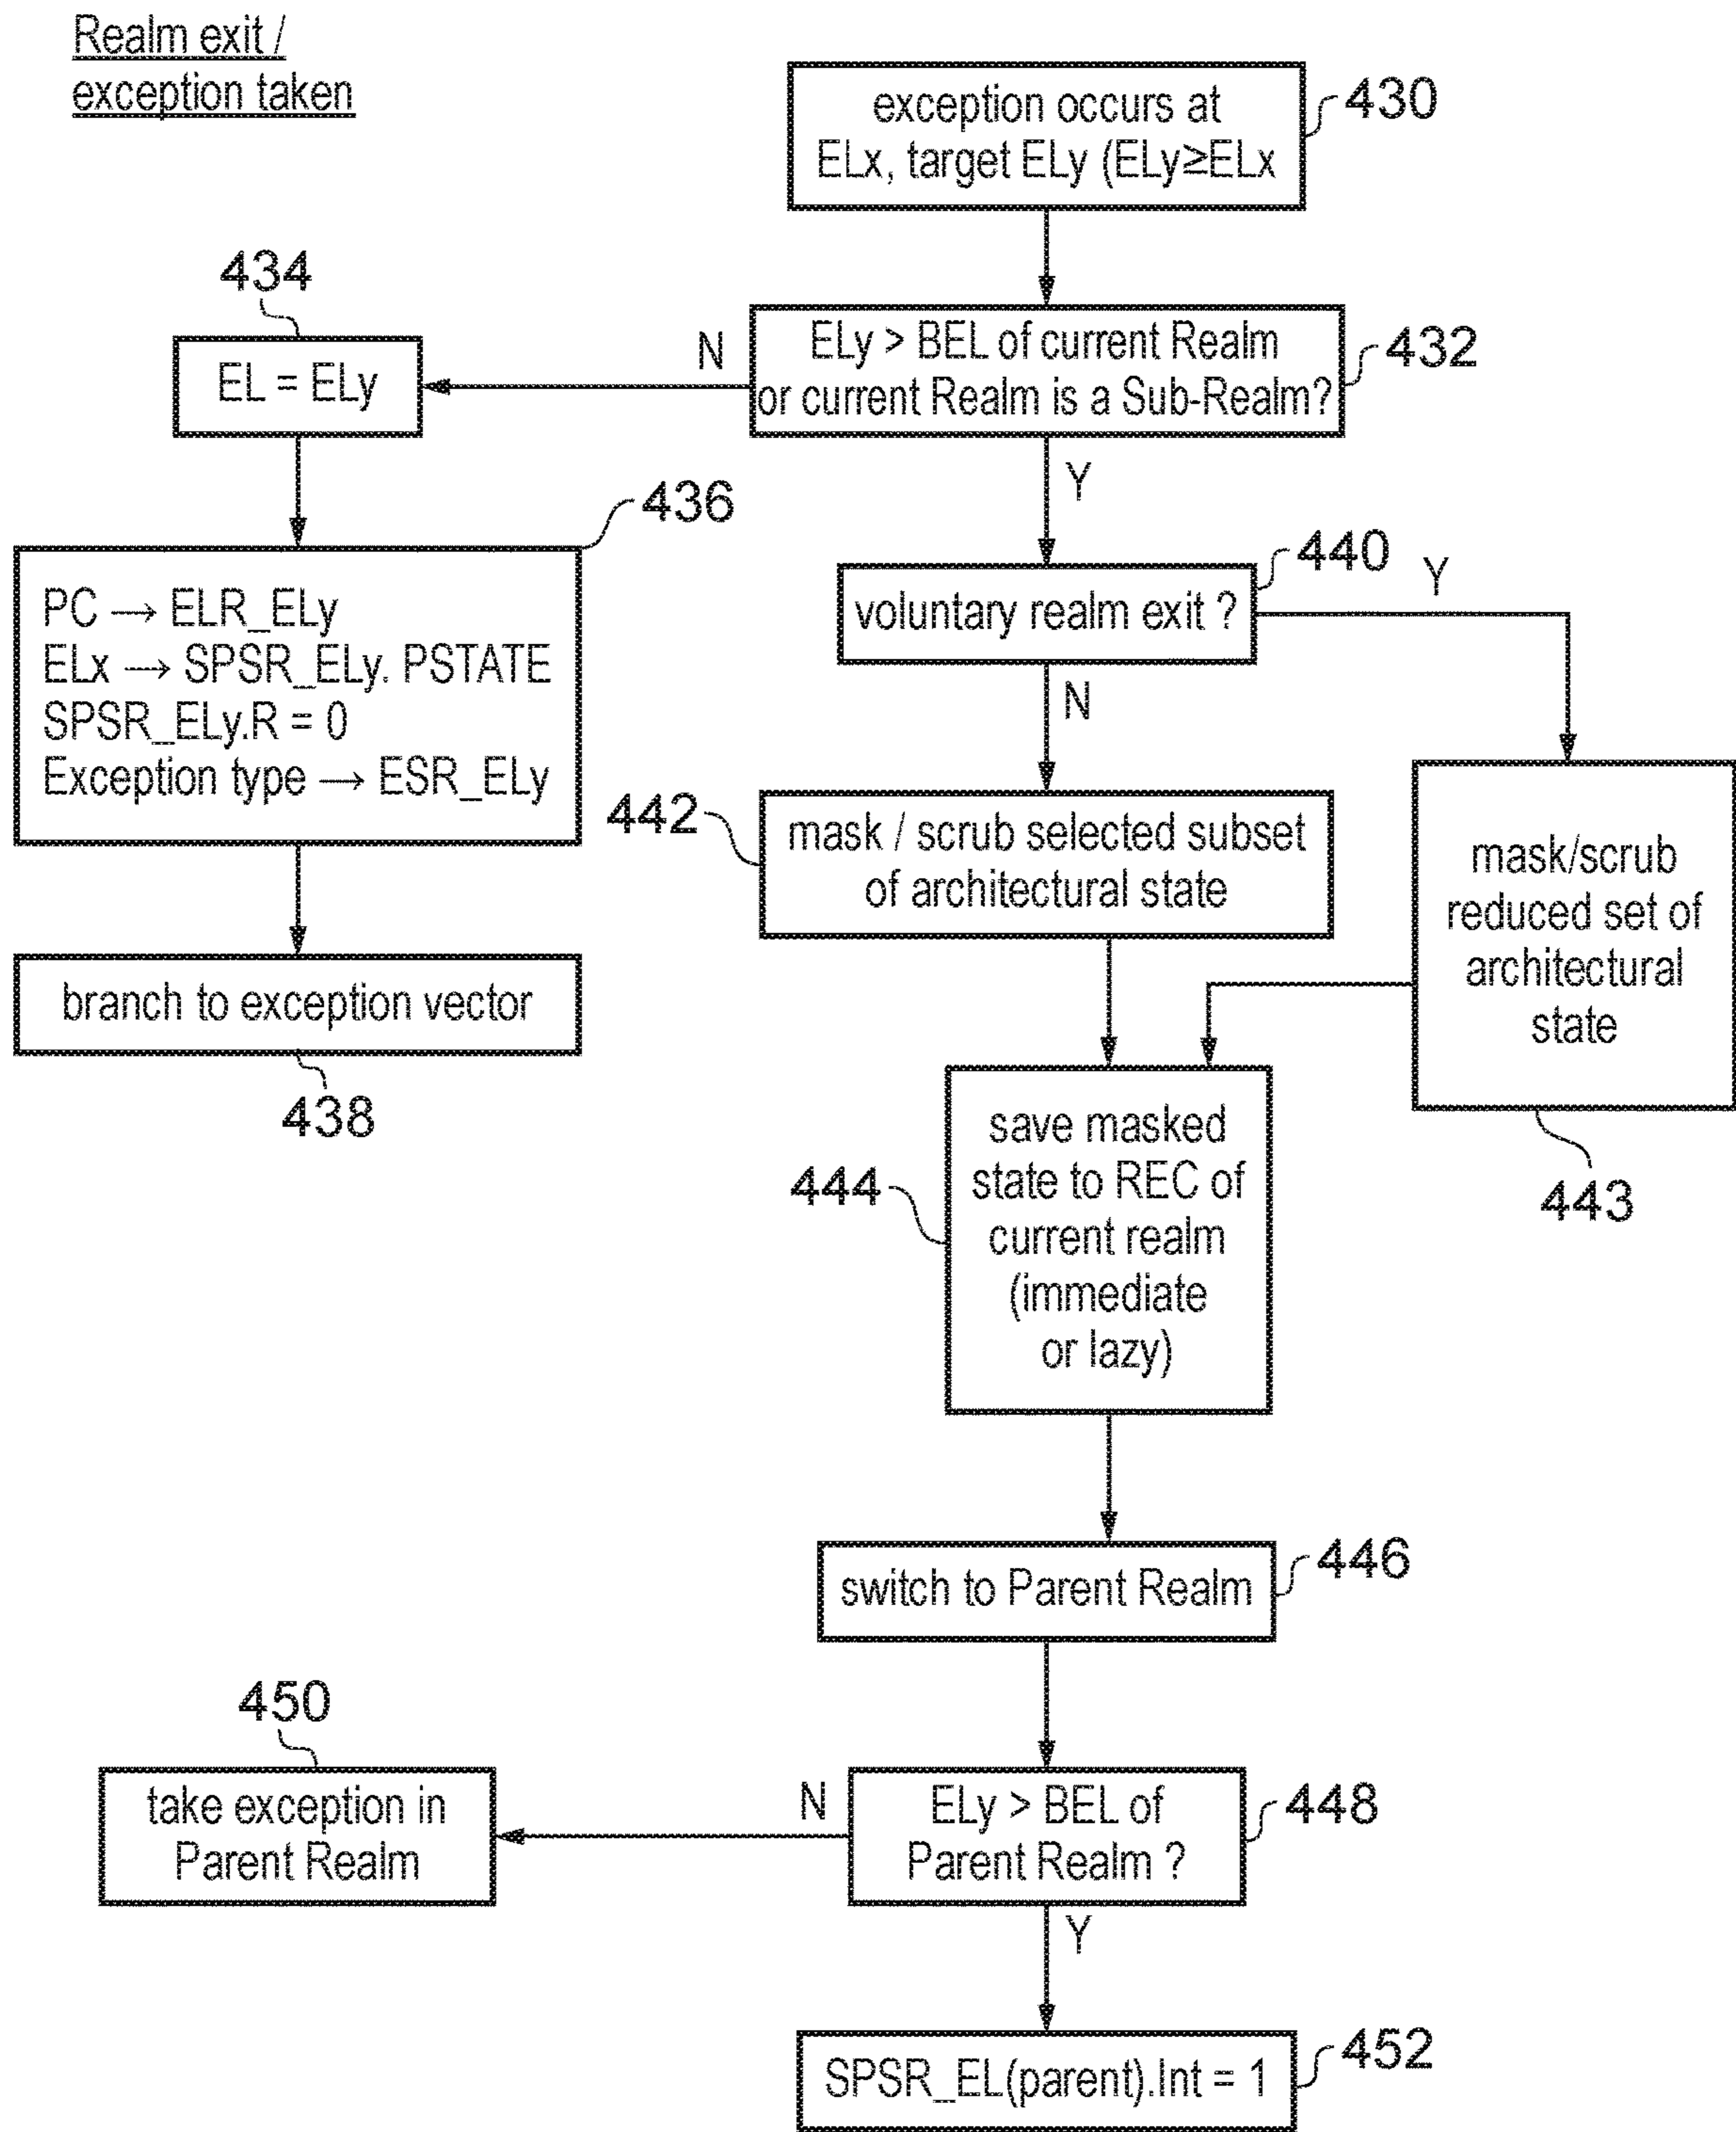 Realm exit /
exception taken
exception occurs at
ELx, target ELy (ELy≥ELx
430
ELy > BEL of current Realm
or current Realm is a Sub-Realm?
432
N
434
EL = ELy
436
PC → ELR_ELy
ELx → SPSR_ELy. PSTATE
SPSR_ELy.R = 0
Exception type → ESR_ELy
branch to exception vector
438
Y
voluntary realm exit ?
440
Y
N
442
mask / scrub selected subset
of architectural state
mask/scrub
reduced set of
architectural
state
443
444
save masked
state to REC of
current realm
(immediate
or lazy)
switch to Parent Realm
446
ELy > BEL of
Parent Realm ?
448
N
450
take exception in
Parent Realm
Y
SPSR_EL(parent).Int = 1
452